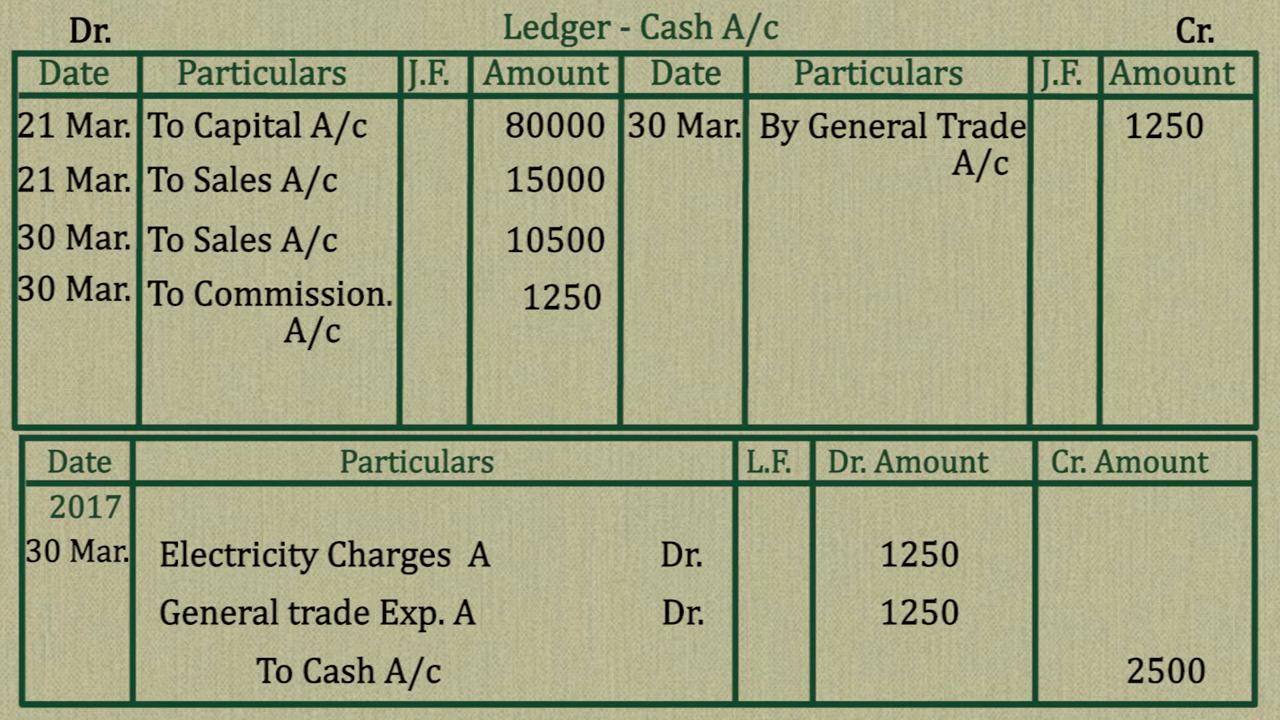 Dr. Ledger - Cash A/c Cr.
Date Particulars J.F. Amount Date Particulars J.F. Amount
21 Mar. To Capital A/c 80000 30 Mar. By General Trade 1250
A/c
21 Mar. To Sales A/c 15000
30 Mar. To Sales A/c 10500
30 Mar. To Commission. 1250
A/c
Date Particulars L.F. Dr. Amount Cr. Amount
2017
30 Mar. Electricity Charges A Dr. 1250
General trade Exp. A Dr. 1250
To Cash A/c 2500